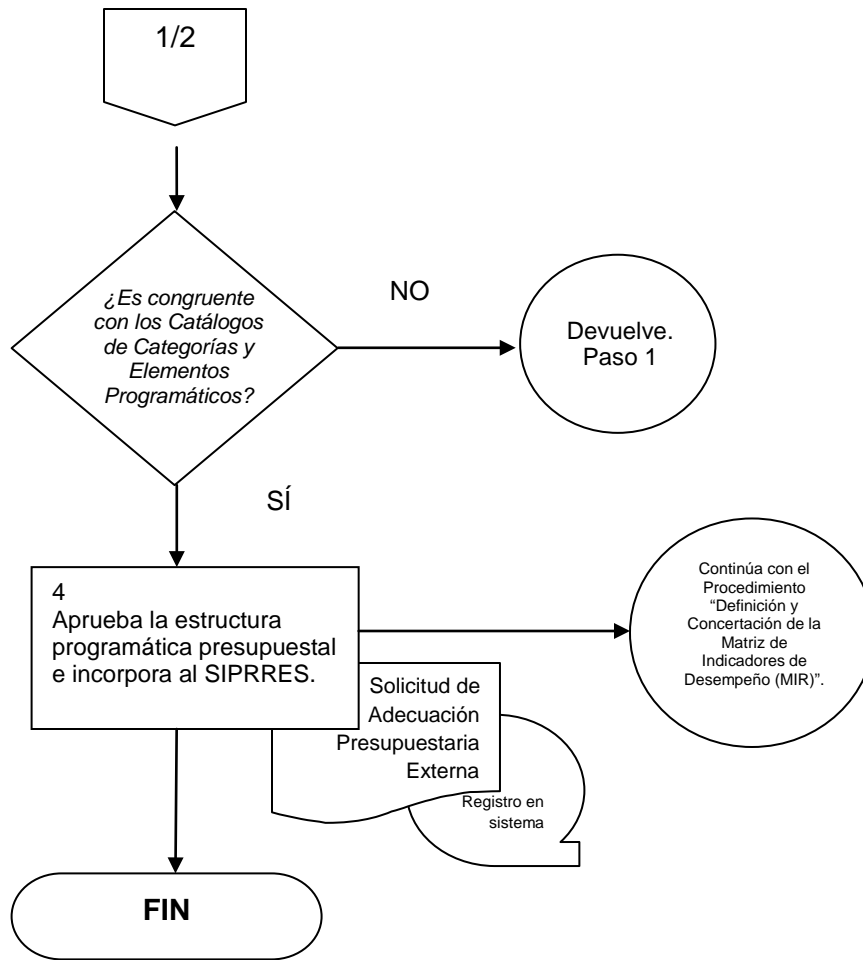 1/2
¿Es congruente
con los Catálogos
de Categorías y
Elementos
Programáticos?
NO
Devuelve.
Paso 1
SÍ
4
Aprueba la estructura
programática presupuestal
e incorpora al SIPRRES.
Continúa con el
Procedimiento
“Definición y
Concertación de la
Matriz de
Indicadores de
Desempeño (MIR)”.
Solicitud de
Adecuación
Presupuestaria
Externa
Registro en
sistema
FIN